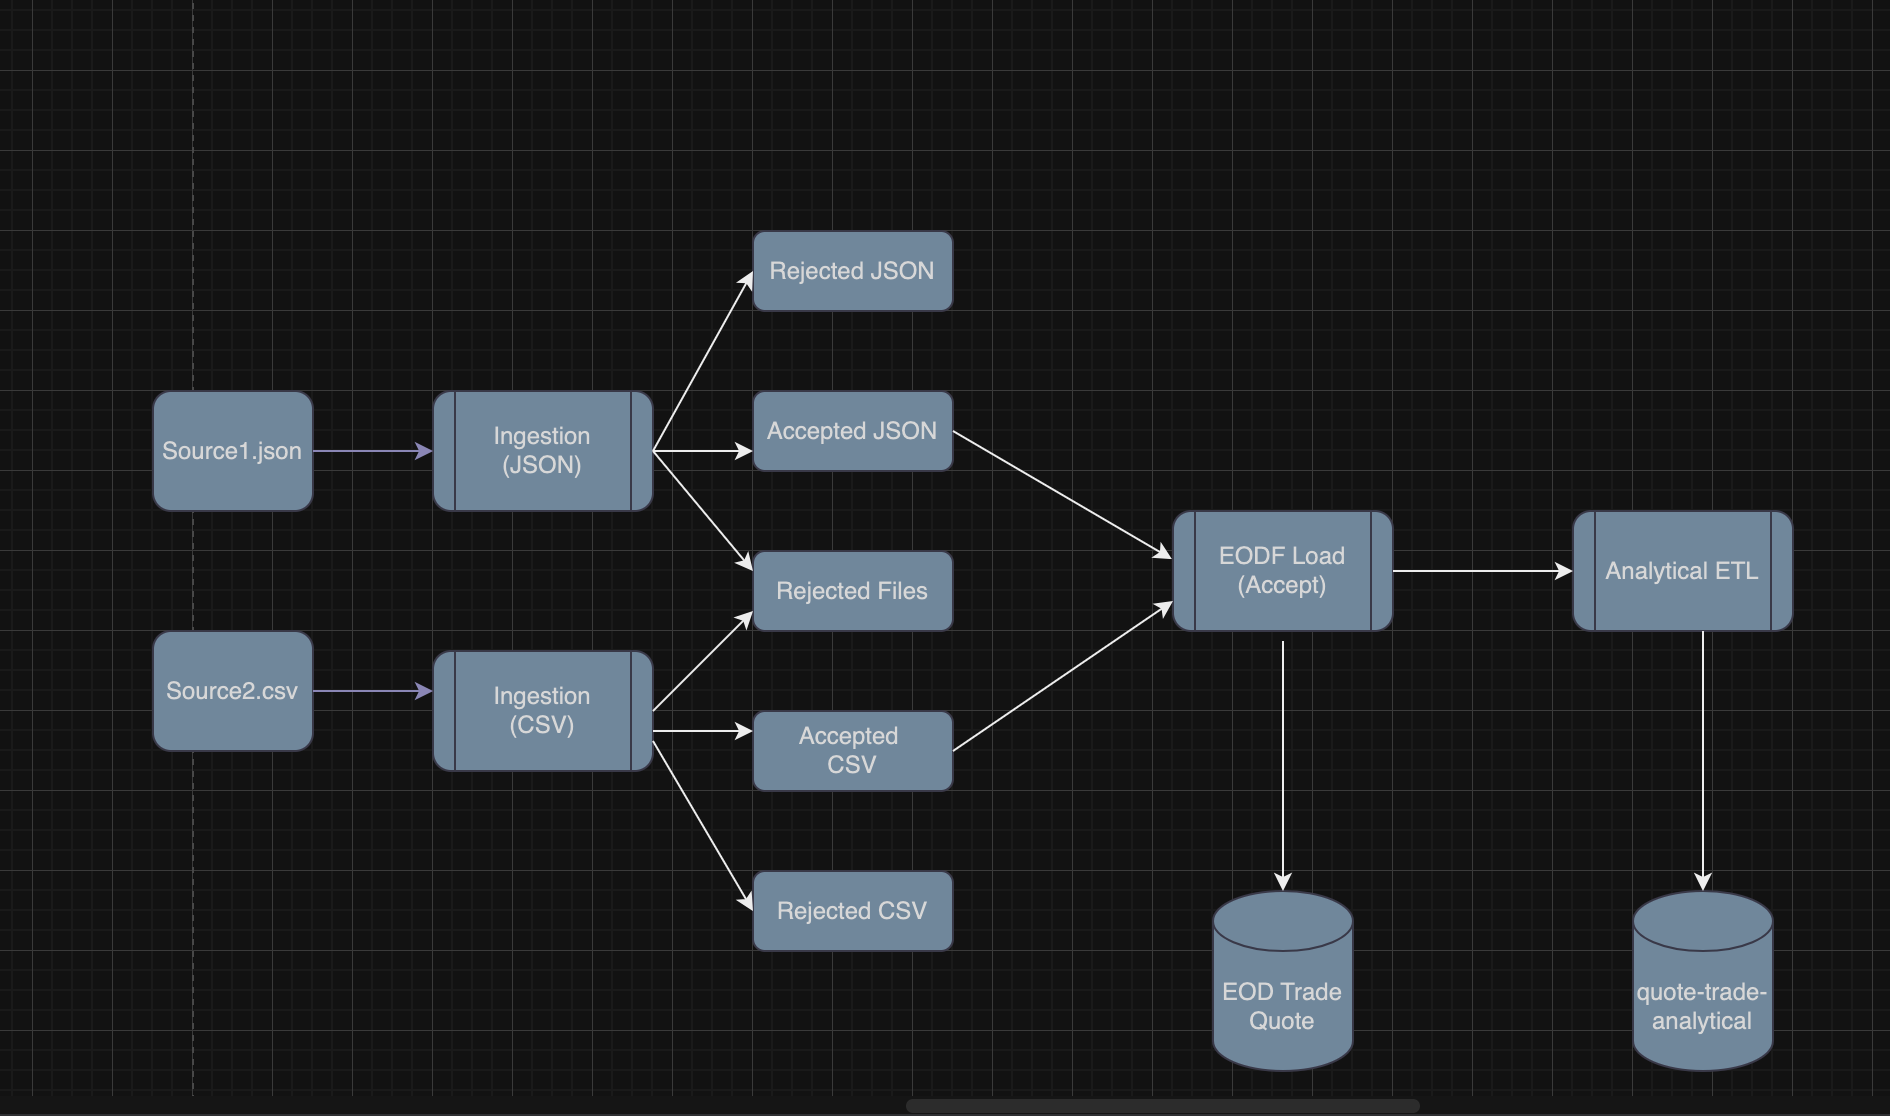 Rejected JSON
Source1.json
Ingestion
(JSON)
Accepted JSON
Rejected Files
EODF Load
(Accept)
Analytical ETL
Source2.csv
Ingestion
(CSV)
Accepted
CSV
Rejected CSV
EOD Trade
Quote
quote-trade-
analytical